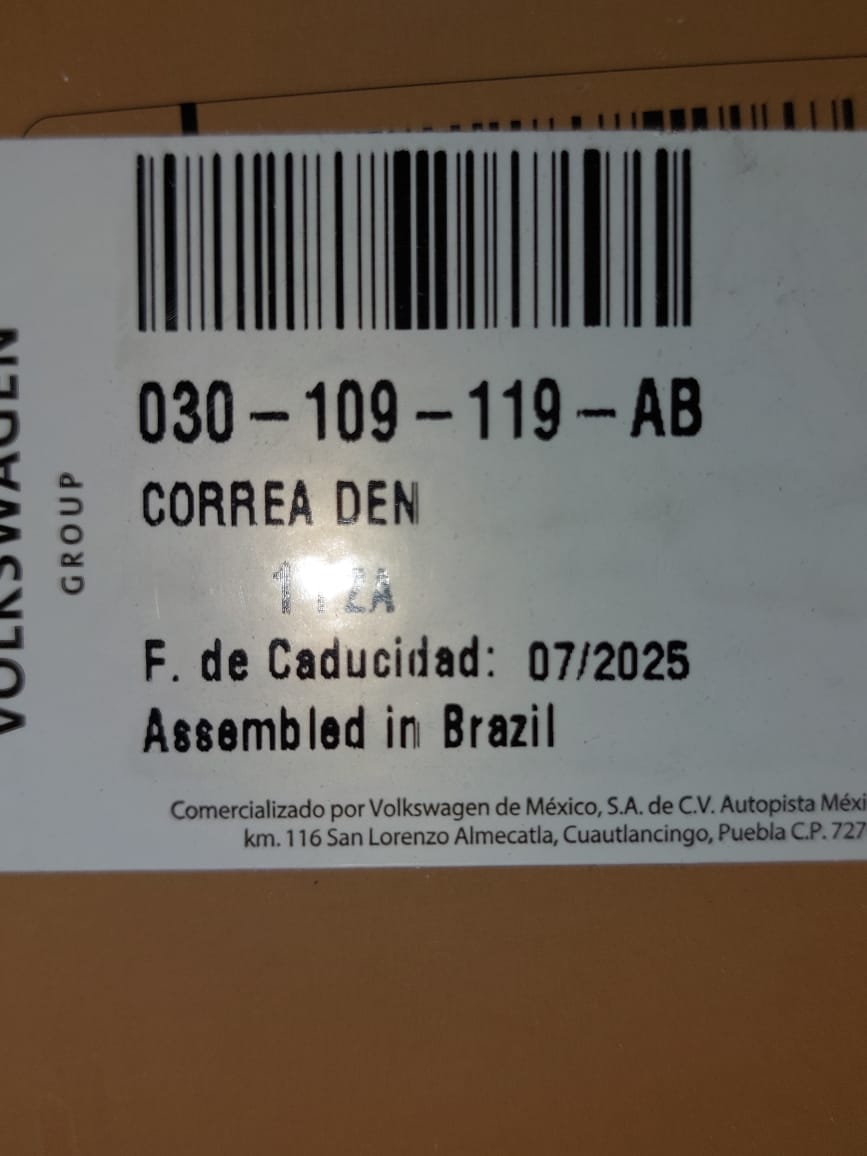 VOLKSWAGEN
GROUP
030-109-119-AB
CORREA DEN
F. de Caducidad: 07/2025
Assembled in Brazil
Comercializado por Volkswagen de México, S.A. de C.V. Autopista
km. 116 San Lorenzo Almecatla, Cuautlancingo, Puebla C.P.